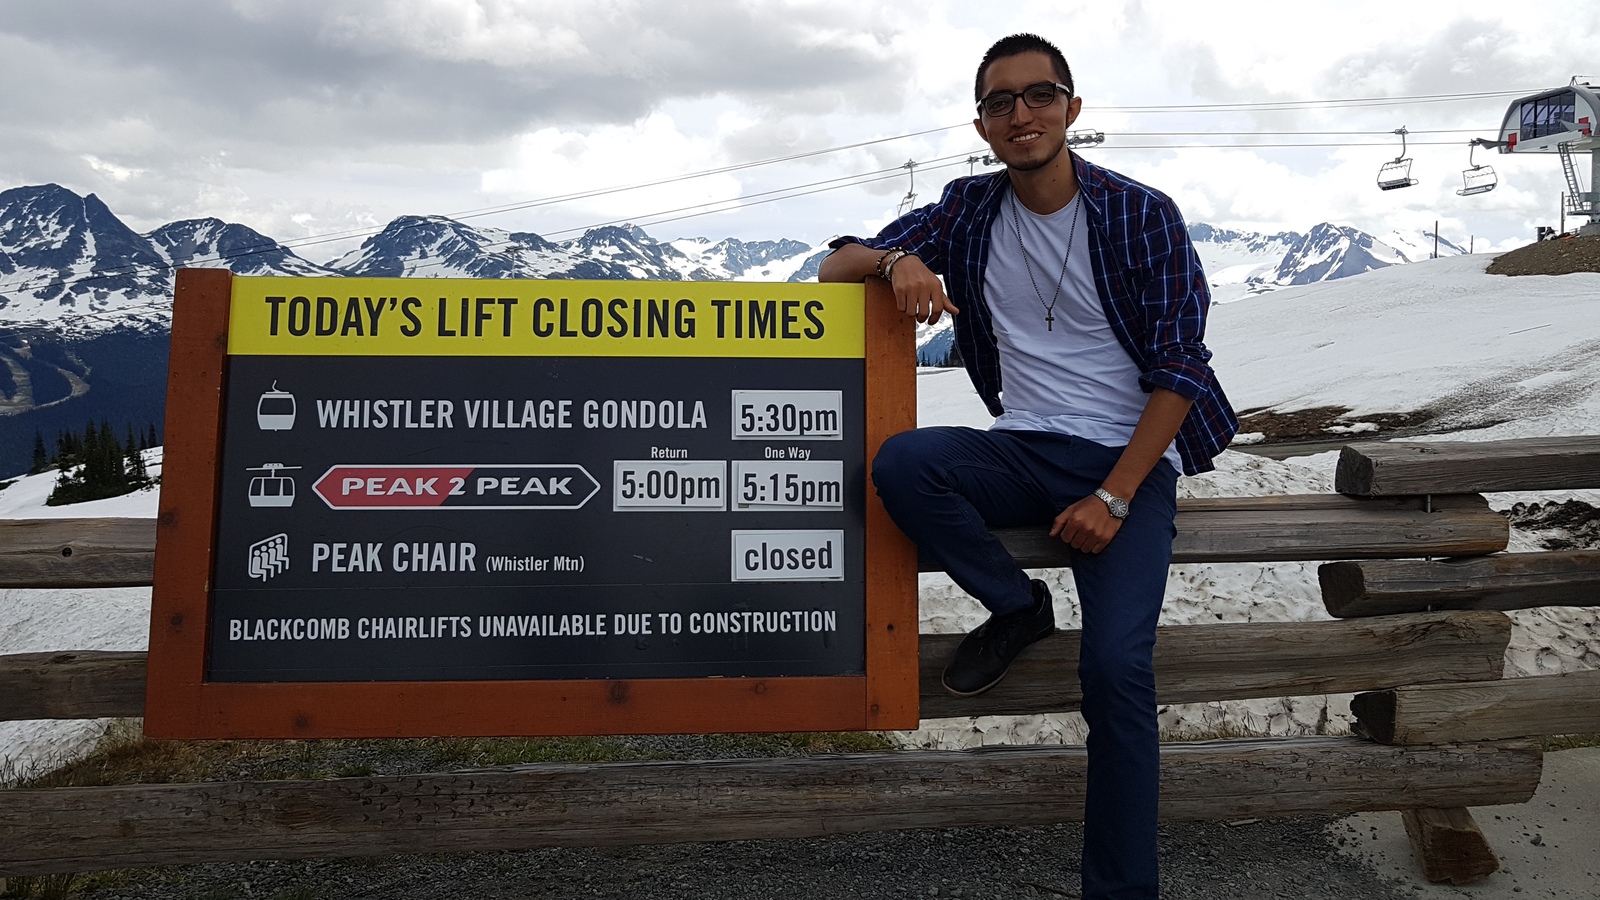 TODAY'S LIFT CLOSING TIMES
WHISTLER VILLAGE GONDOLA 5:30pm
Return One Way
PEAK 2 PEAK 5:00pm 5:15pm
PEAK CHAIR (Whistler Mtn) closed
BLACKCOMB CHAIRLIFTS UNAVAILABLE DUE TO CONSTRUCTION